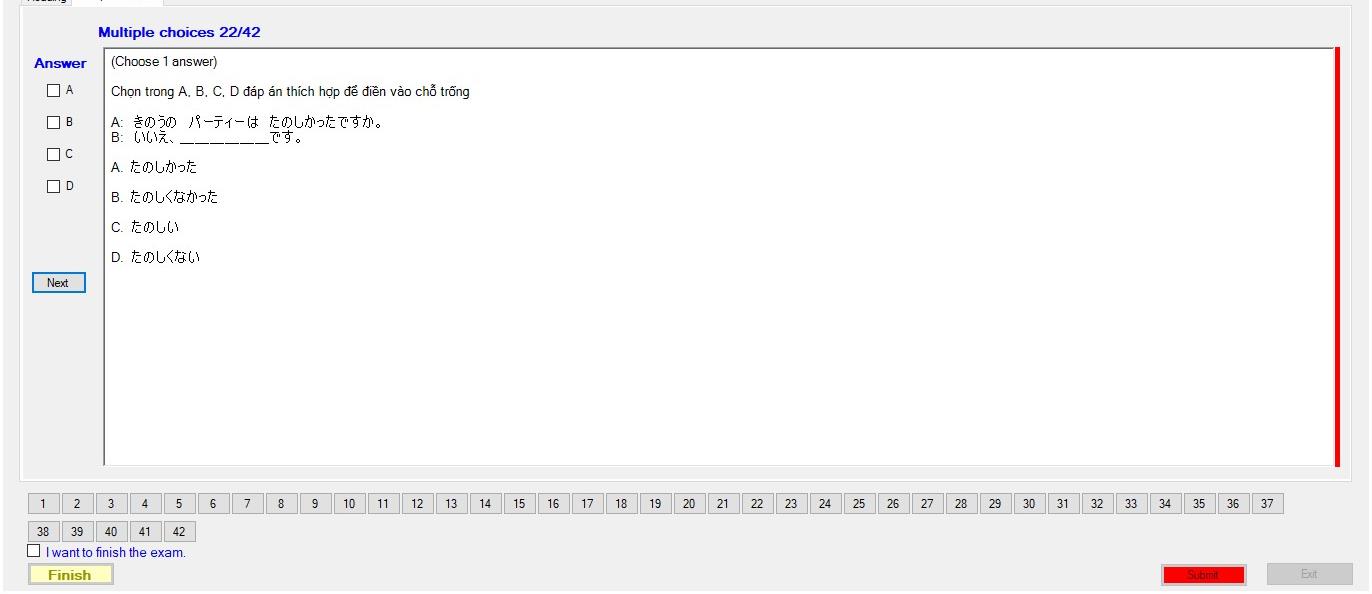 Multiple choices 22/42
Answer
A
B
C
D
Next
(Choose 1 answer)
Chọn trong A, B, C, D đáp án thích hợp để điền vào chỗ trống
A: きのうの パーティーは たのしかったですか。
B: いいえ、____________です。
A. たのしかった
B. たのしくなかった
C. たのしい
D. たのしくない
1 2 3 4 5 6 7 8 9 10 11 12 13 14 15 16 17 18 19 20 21 22 23 24 25 26 27 28 29 30 31 32 33 34 35 36 37
38 39 40 41 42
I want to finish the exam.
Finish
Submit
Exit